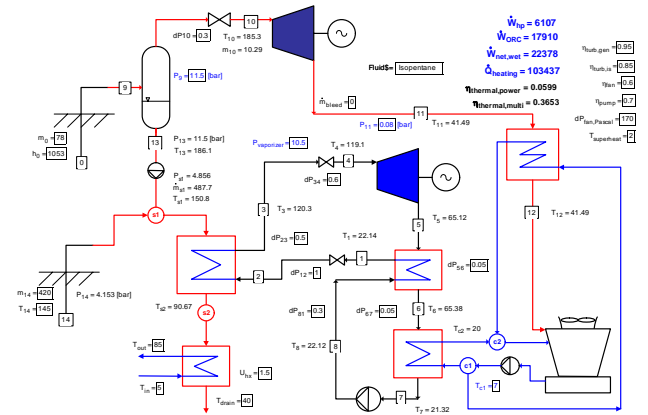 dP10 = 0.3
10
T10 = 185.3
m10 = 10.29
Ẇhp = 6107
ẆORC = 17910
Ẇnet,wet = 22378
Q̇heating = 103437
ηthermal,power = 0.0599
ηthermal,multi = 0.3653
ηturb,gen = 0.95
ηturb,is = 0.85
ηfan = 0.6
ηpump = 0.7
dPfan,Pascal = 170
Tsuperheat = 2
Fluid$= Isopentane
P9 = 11.5 [bar]
9
ṁbleed = 0
m0 = 78
h0 = 1053
0
13
P13 = 11.5 [bar]
T13 = 186.1
P11 = 0.08 [bar]
11
T11 = 41.49
Pvaporizer = 10.5
T4 = 119.1
4
dP34 = 0.6
Ps1 = 4.856
ṁs1 = 487.7
Ts1 = 150.8
s1
3
T3 = 120.3
5
T5 = 65.12
12
T12 = 41.49
dP23 = 0.5
T1 = 22.14
1
2
dP12 = 1
dP56 = 0.05
m14 = 420
T14 = 145
P14 = 4.153 [bar]
14
Ts2 = 90.67
s2
dP81 = 0.3
dP67 = 0.05
6
T6 = 65.38
Tc2 = 20
c2
T8 = 22.12
8
Tout = 85
Tin = 5
Uhx = 1.5
Tdrain = 40
c1
Tc1 = 7
7
T7 = 21.32